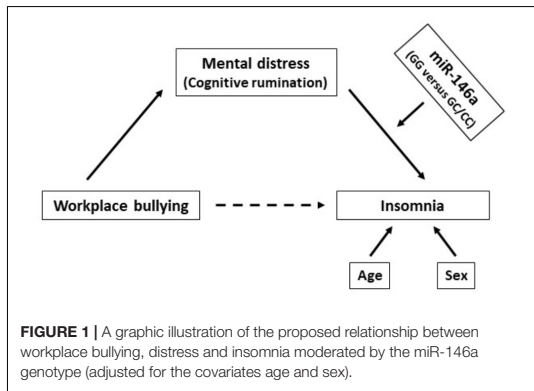 Mental distress
(Cognitive rumination)
miR-146a
(GG versus GC/CC)
Workplace bullying
Insomnia
Age
Sex
FIGURE 1 | A graphic illustration of the proposed relationship between
workplace bullying, distress and insomnia moderated by the miR-146a
genotype (adjusted for the covariates age and sex).